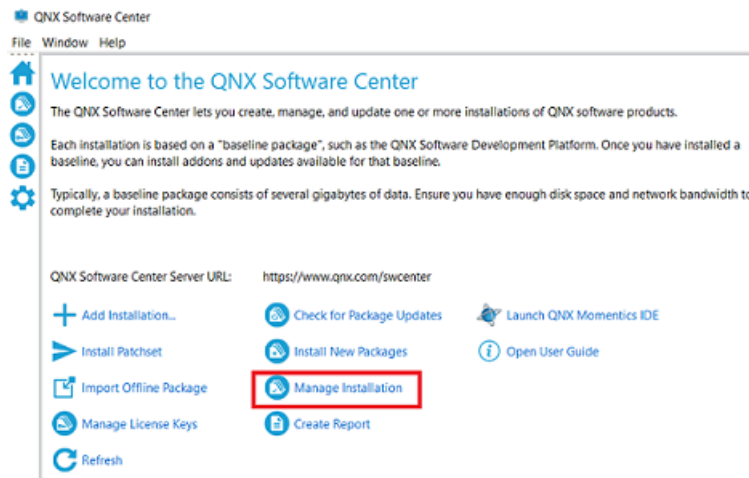 QNX Software Center
File Window Help
Welcome to the QNX Software Center
The QNX Software Center lets you create, manage, and update one or more installations of QNX software products.
Each installation is based on a "baseline package", such as the QNX Software Development Platform. Once you have installed a
baseline, you can install addons and updates available for that baseline.
Typically, a baseline package consists of several gigabytes of data. Ensure you have enough disk space and network bandwidth to
complete your installation.
QNX Software Center Server URL: https://www.qnx.com/swcenter
Add Installation... Check for Package Updates Launch QNX Momentics IDE
Install Patchset Install New Packages Open User Guide
Import Offline Package Manage Installation
Manage License Keys Create Report
Refresh